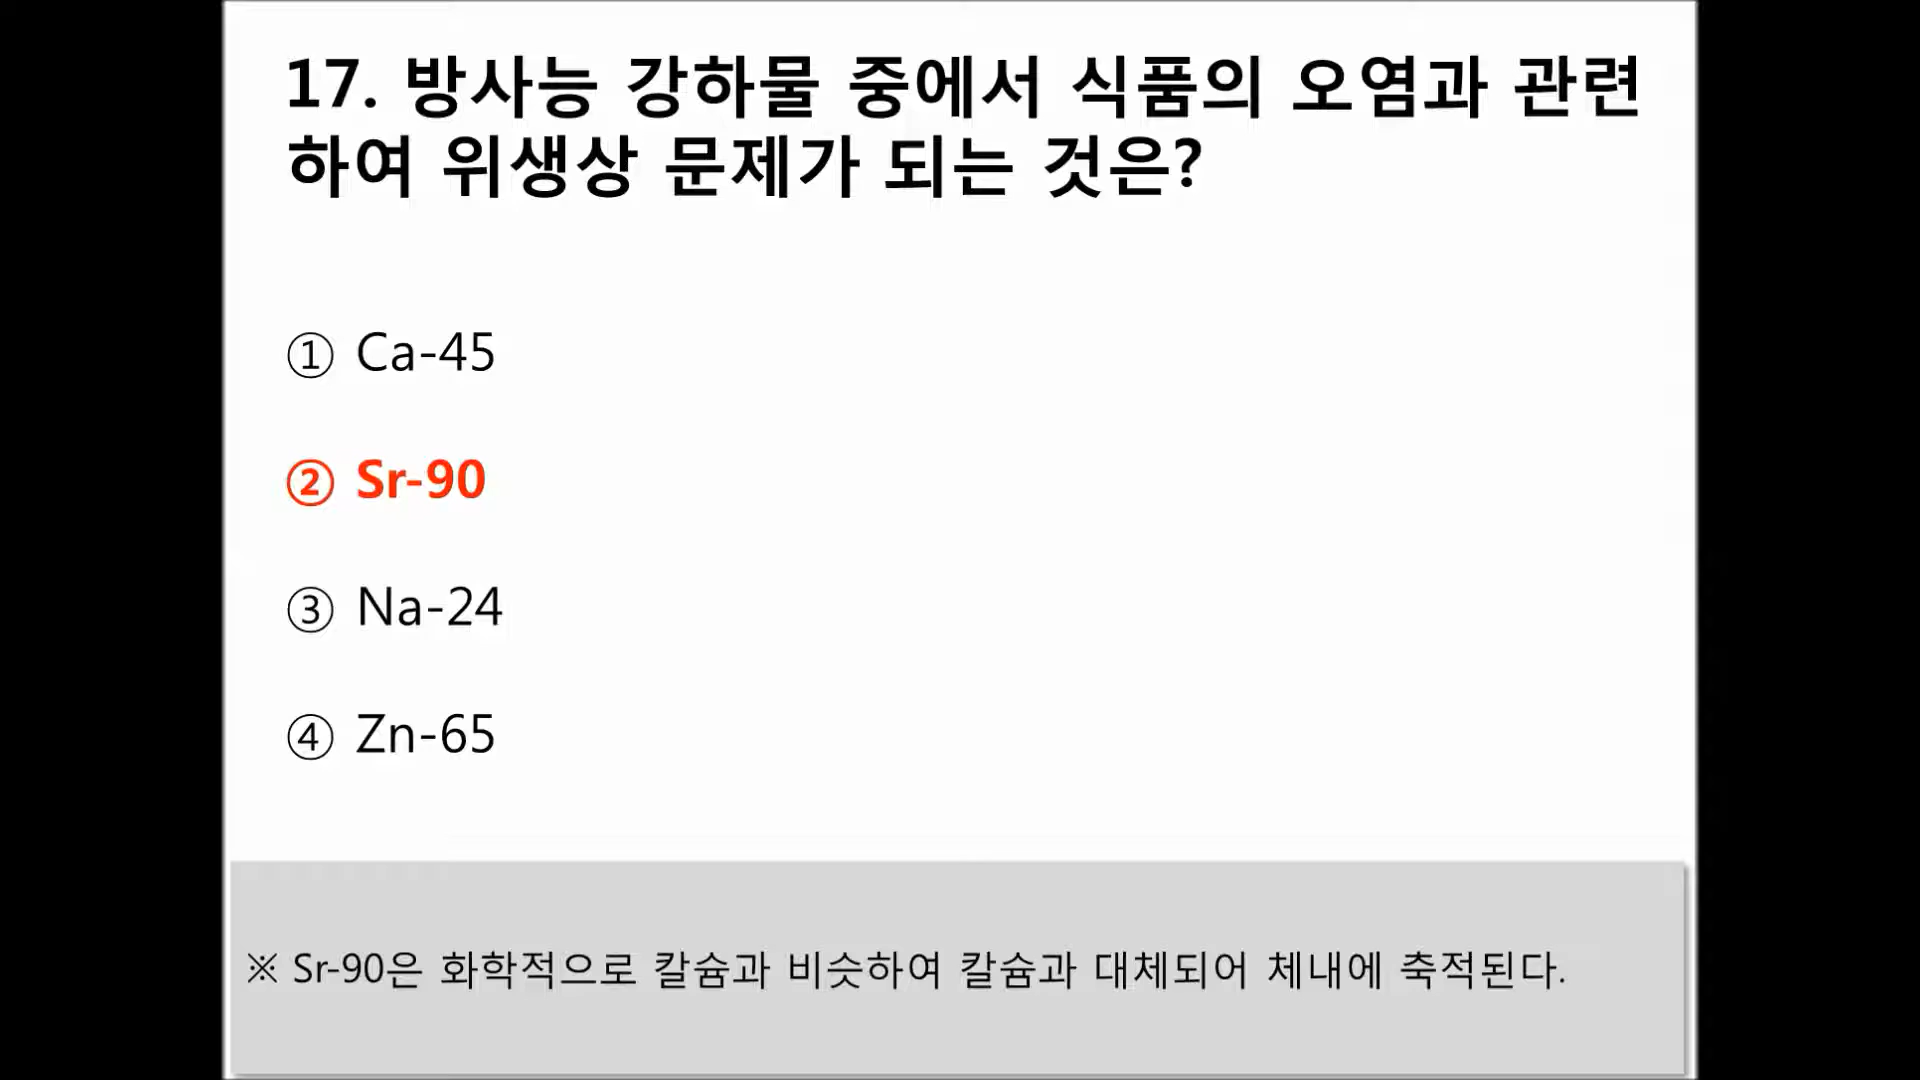 17. 방사능 강하물 중에서 식품의 오염과 관련
하여 위생상 문제가 되는 것은?
① Ca-45
② Sr-90
③ Na-24
④ Zn-65
※ Sr-90은 화학적으로 칼슘과 비슷하여 칼슘과 대체되어 체내에 축적된다.